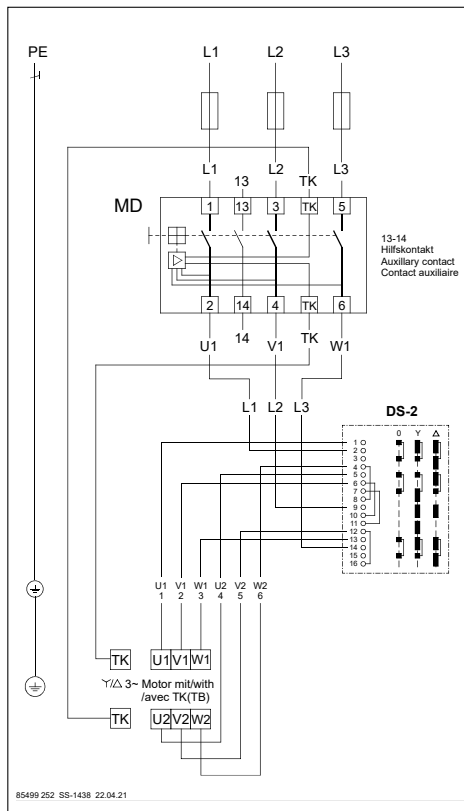 PE L1 L2 L3
L1 13 L2 TK L3
MD
1 13 3 TK 5
13-14
Hilfskontakt
Auxillary contact
Contact auxiliaire
2 14 4 TK 6
U1 14 V1 TK W1
L1 L2 L3
DS-2
0 Y Δ
1
2
3
4
5
6
7
8
9
10
11
12
13
14
15
16
U1 V1 W1 U2 V2 W2
1 2 3 4 5 6
TK U1 V1 W1
Y/Δ 3~ Motor mit/with
/avec TK(TB)
TK U2 V2 W2
85499 252 SS-1438 22.04.21